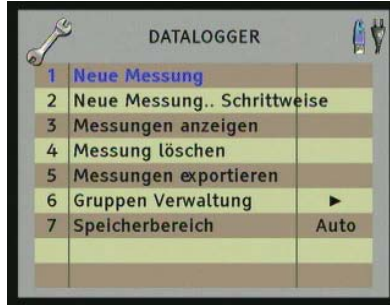 DATALOGGER
1 Neue Messung
2 Neue Messung.. Schrittweise
3 Messungen anzeigen
4 Messung löschen
5 Messungen exportieren
6 Gruppen Verwaltung ►
7 Speicherbereich Auto